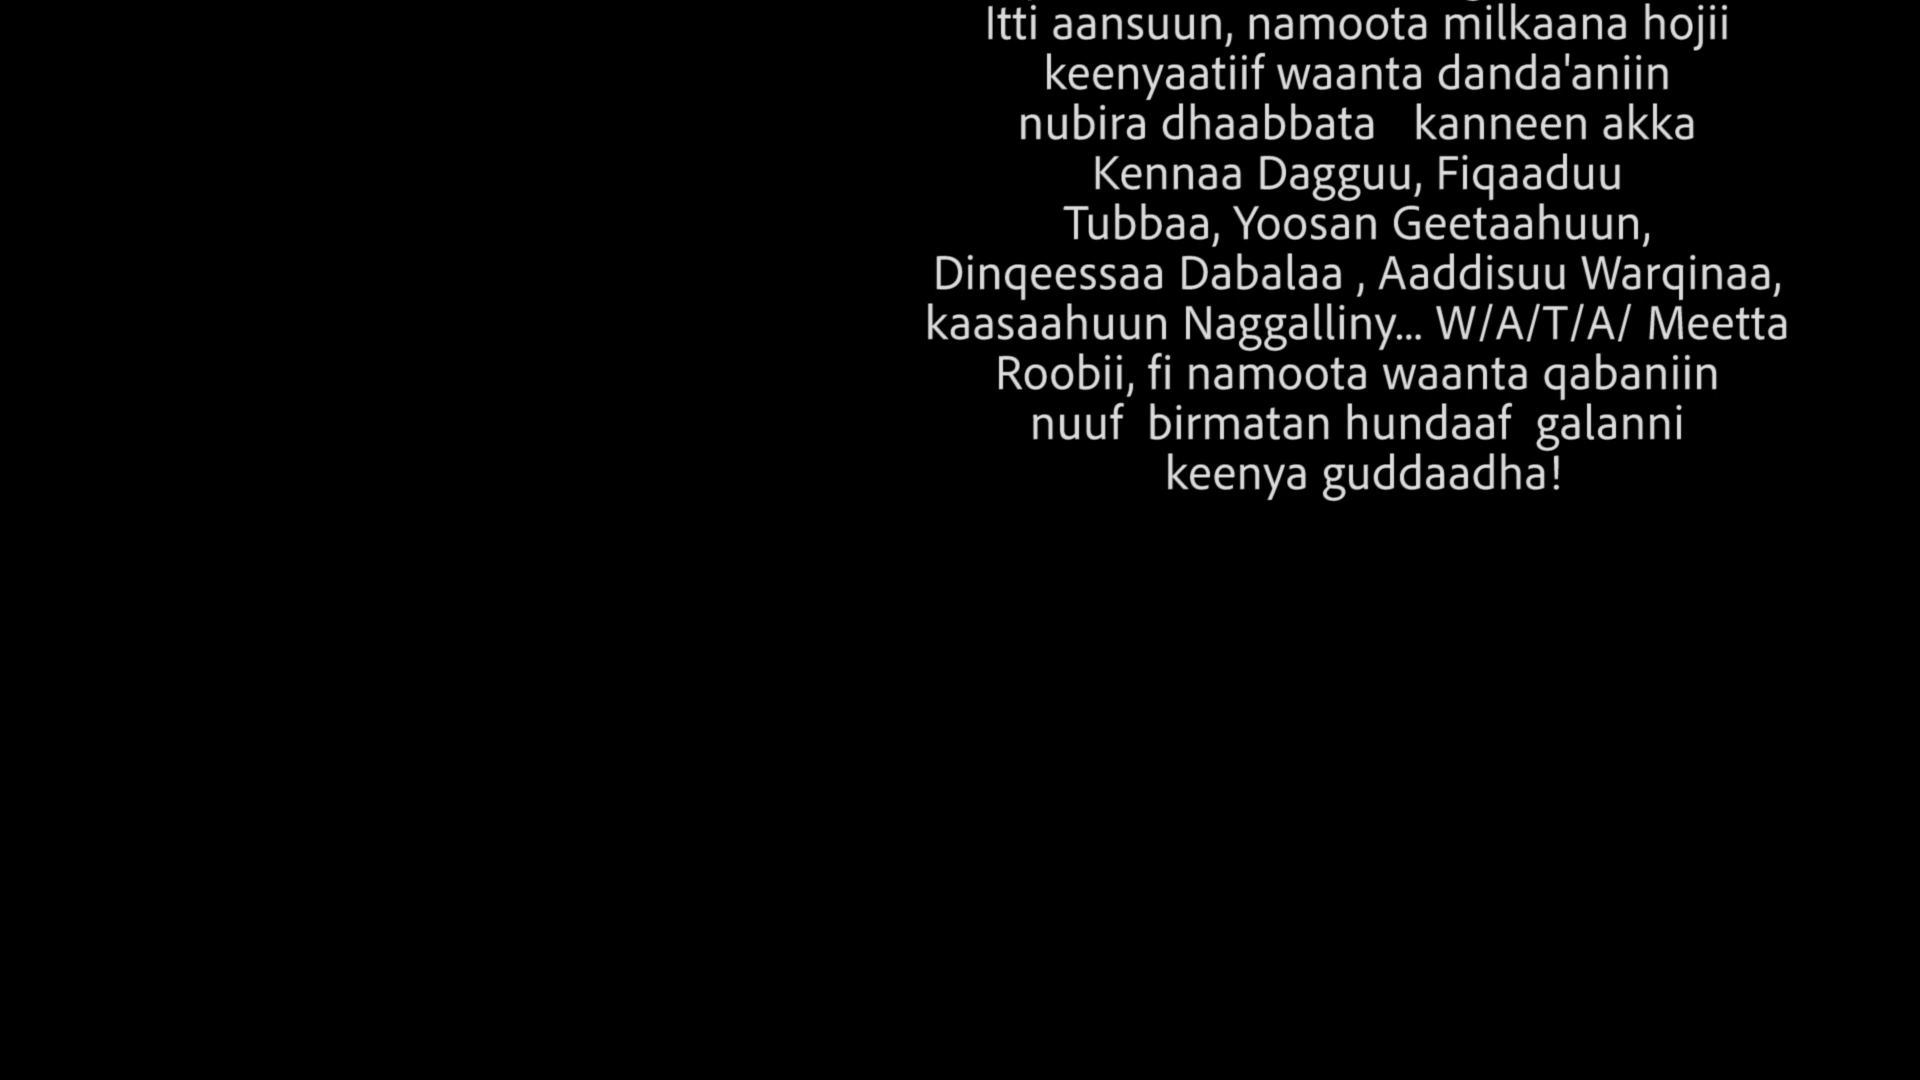 Itti aansuun, namoota milkaana hojii
keenyaatiif waanta danda'aniin
nubira dhaabbata   kanneen akka
Kennaa Dagguu, Fiqaaduu
Tubbaa, Yoosan Geetaahuun,
Dinqeessaa Dabalaa , Aaddisuu Warqinaa,
kaasaahuun Naggalliny... W/A/T/A/ Meetta
Roobii, fi namoota waanta qabaniin
nuuf  birmatan hundaaf  galanni
keenya guddaadha!